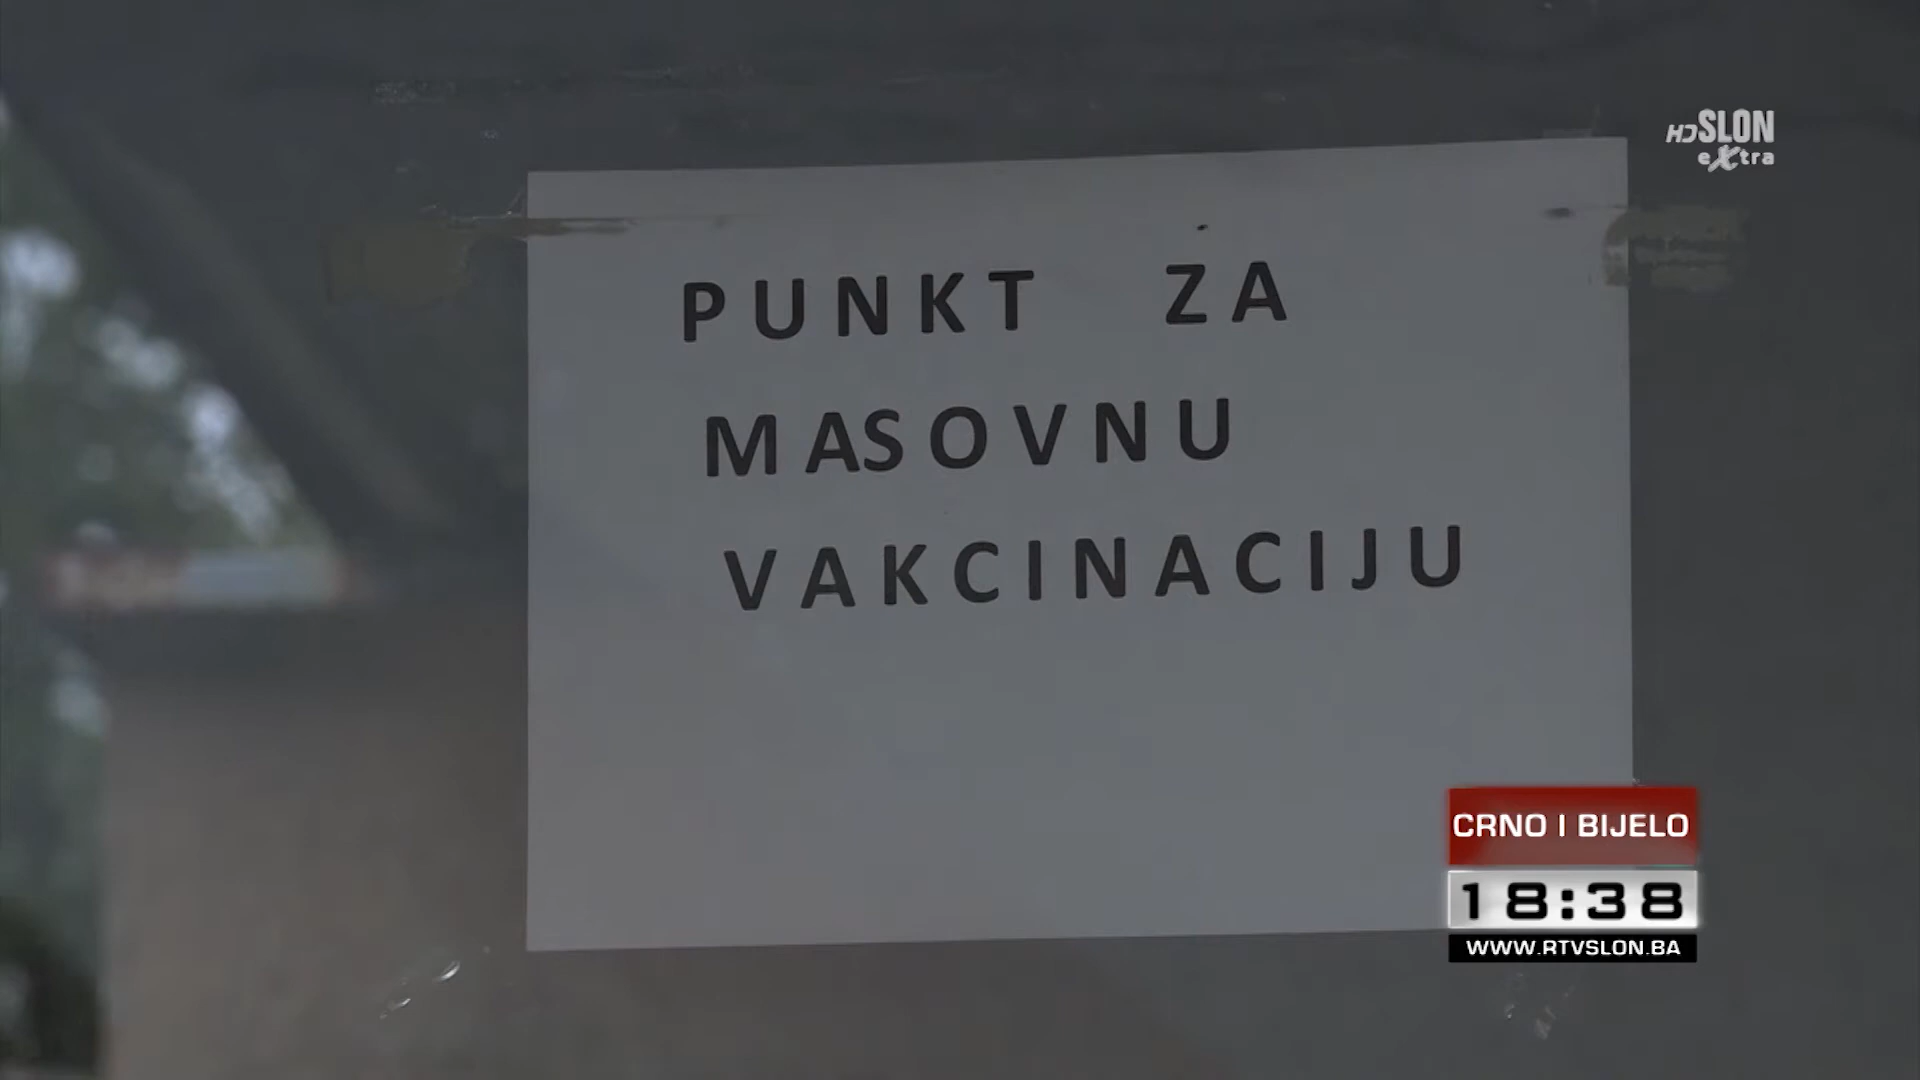 HD SLON
eXtra
PUNKT ZA
MASOVNU
VAKCINACIJU
CRNO I BIJELO
18:38
WWW.RTVSLON.BA